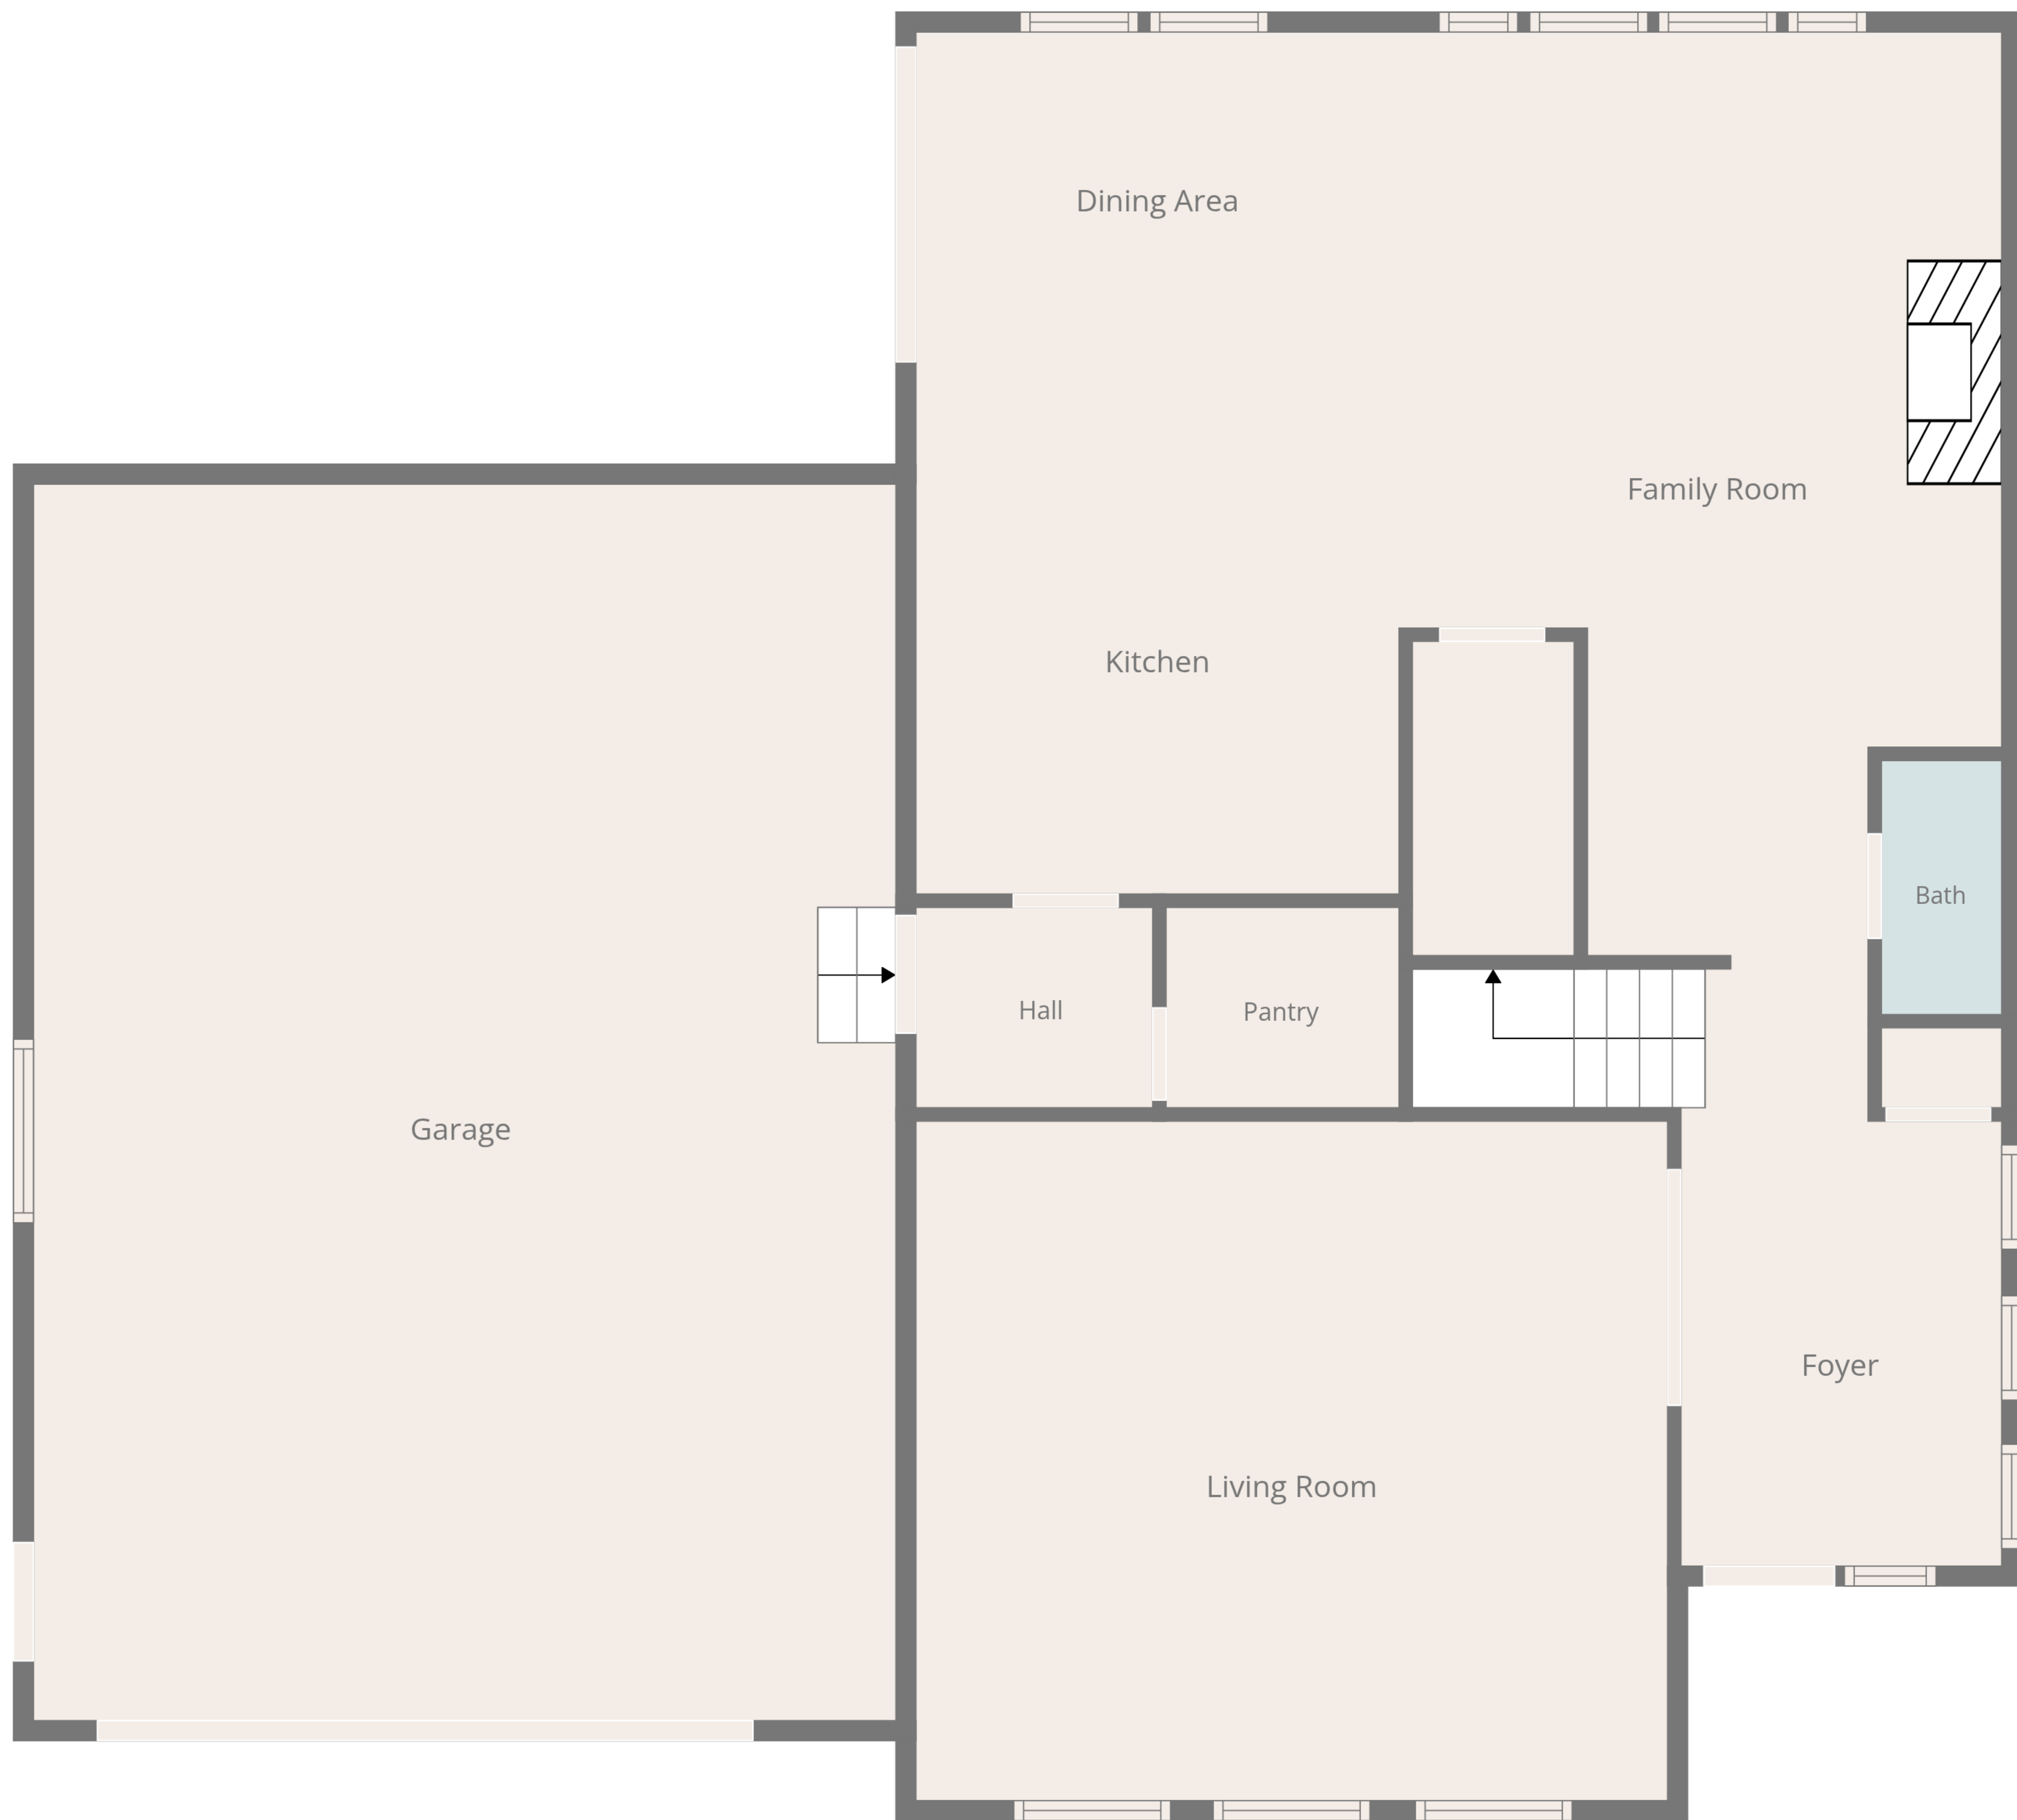 Dining Area
Family Room
Kitchen
Bath
Hall
Pantry
Garage
Foyer
Living Room